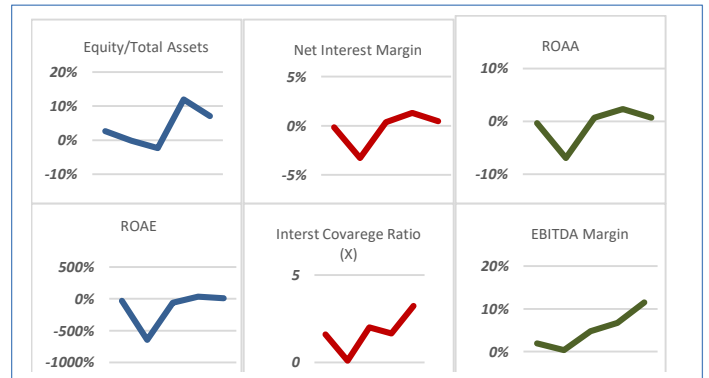 Equity/Total Assets
20%
10%
0%
-10%
Net Interest Margin
5%
0%
-5%
ROAA
10%
0%
-10%
ROAE
500%
0%
-500%
-1000%
Interst Covarege Ratio
(X)
5
0
EBITDA Margin
20%
10%
0%